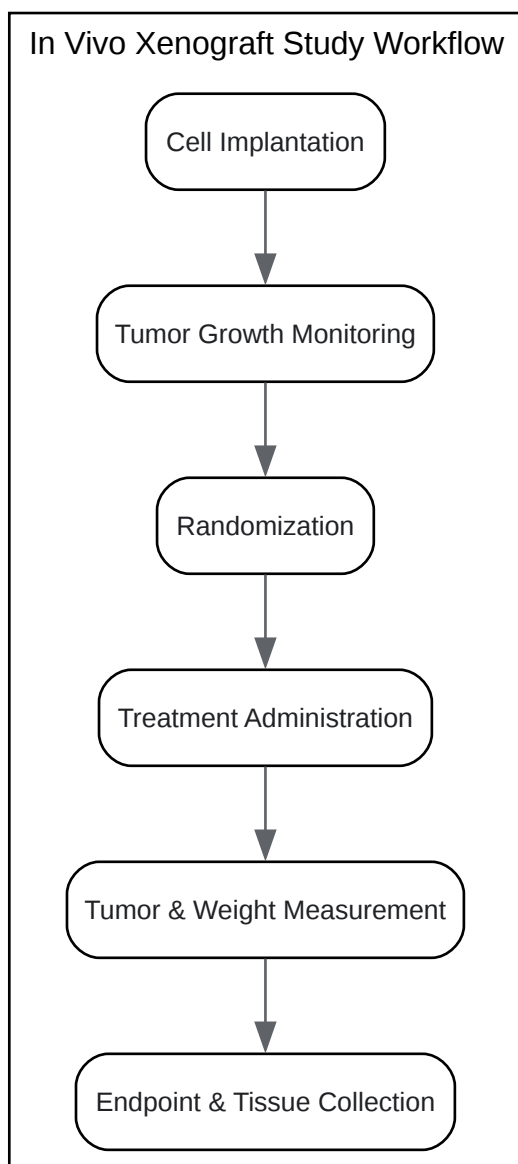 In Vivo Xenograft Study Workflow
Cell Implantation
Tumor Growth Monitoring
Randomization
Treatment Administration
Tumor & Weight Measurement
Endpoint & Tissue Collection